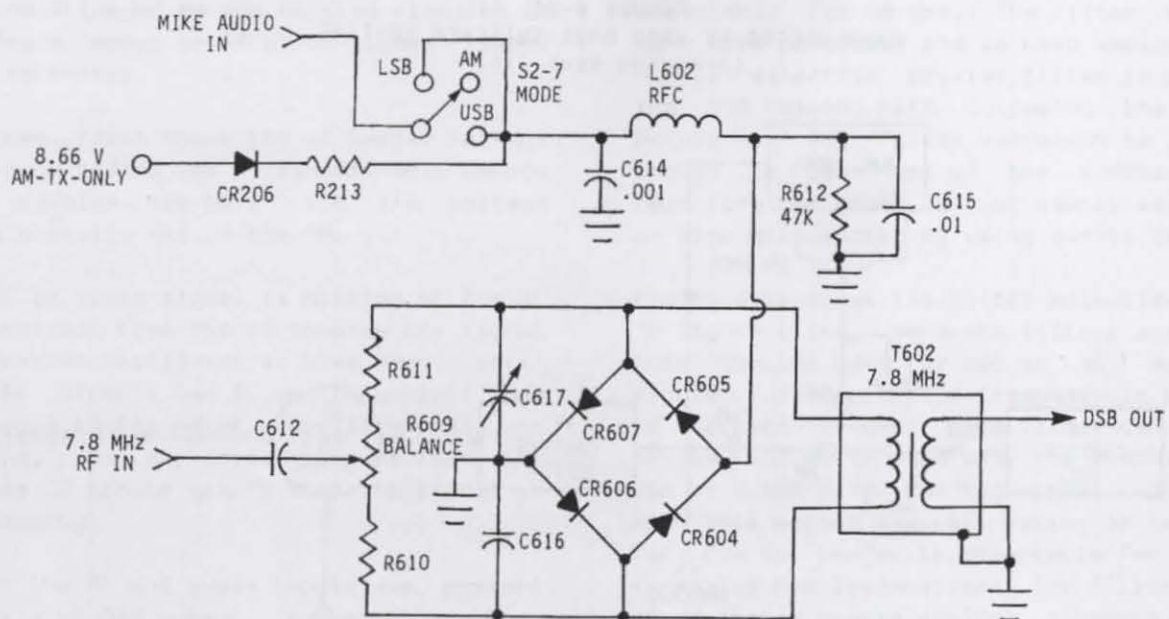 MIKE AUDIO
IN
LSB
AM
USB
S2-7
MODE
L602
RFC
8.66 V
AM-TX-ONLY
CR206
R213
C614
.001
R612
47K
C615
.01
R611
C617
CR605
CR607
T602
7.8 MHz
DSB OUT
7.8 MHz
RF IN
C612
R609
BALANCE
CR606
C616
CR604
R610